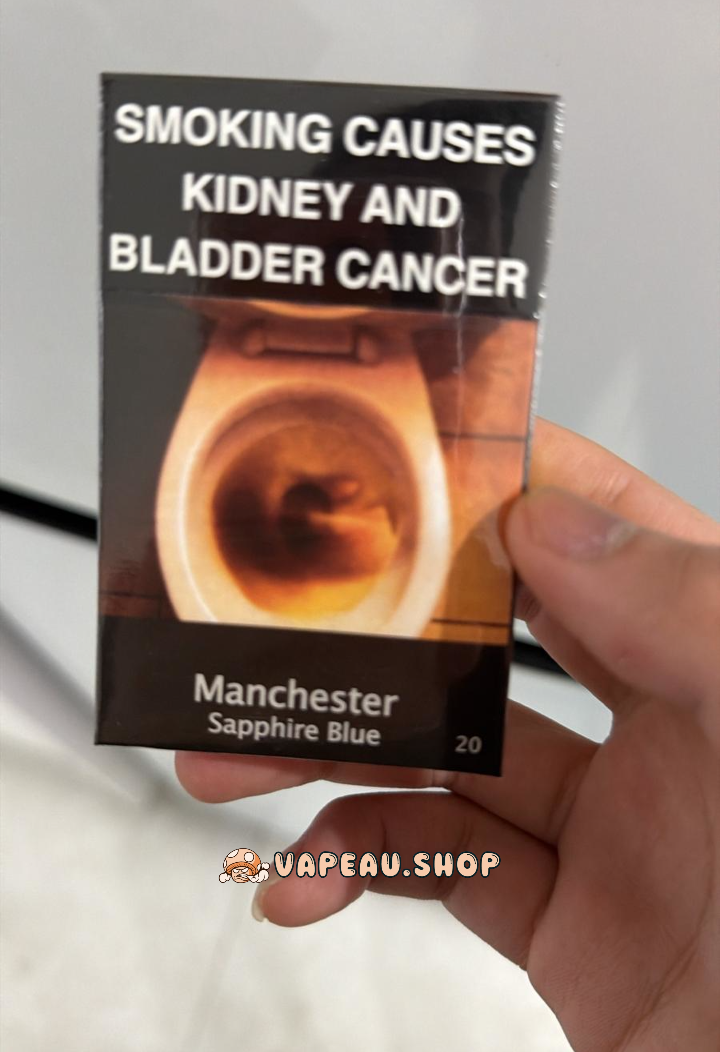 SMOKING CAUSES
KIDNEY AND
BLADDER CANCER
Manchester
Sapphire Blue
20
VAPEAU.SHOP